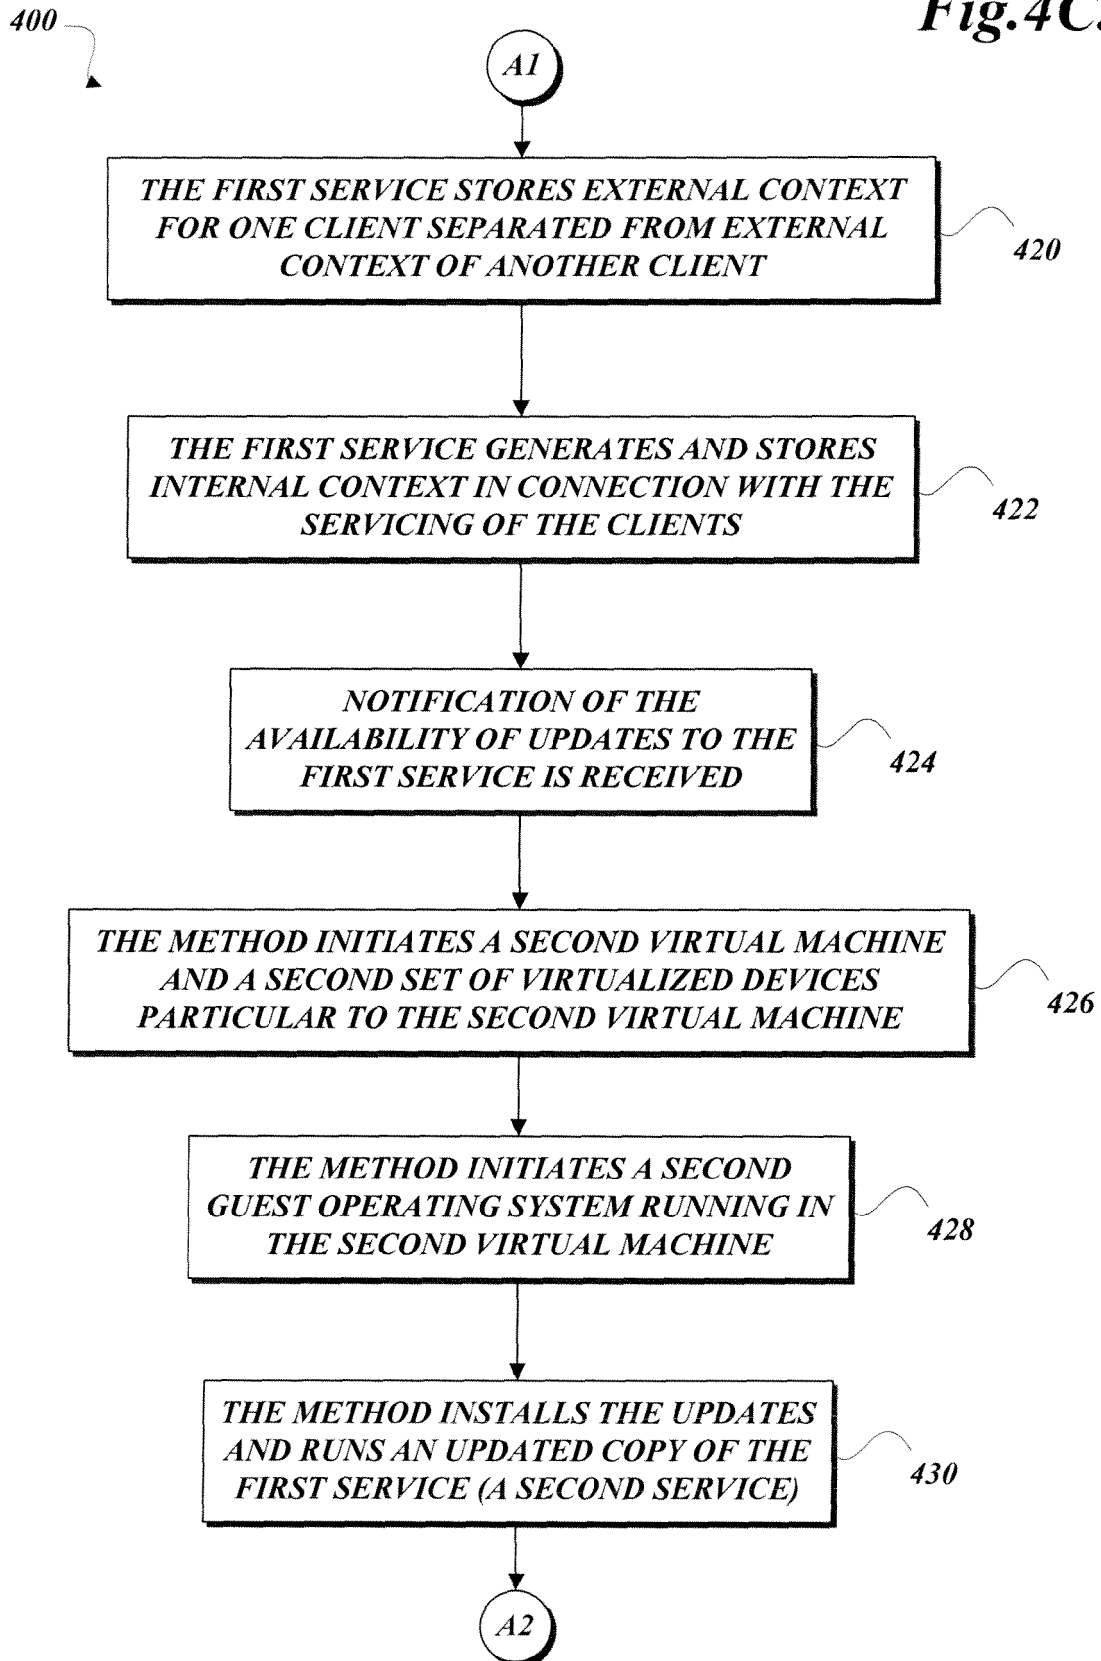 400
Fig.4C.
A1
THE FIRST SERVICE STORES EXTERNAL CONTEXT
FOR ONE CLIENT SEPARATED FROM EXTERNAL
CONTEXT OF ANOTHER CLIENT
420
THE FIRST SERVICE GENERATES AND STORES
INTERNAL CONTEXT IN CONNECTION WITH THE
SERVICING OF THE CLIENTS
422
NOTIFICATION OF THE
AVAILABILITY OF UPDATES TO THE
FIRST SERVICE IS RECEIVED
424
THE METHOD INITIATES A SECOND VIRTUAL MACHINE
AND A SECOND SET OF VIRTUALIZED DEVICES
PARTICULAR TO THE SECOND VIRTUAL MACHINE
426
THE METHOD INITIATES A SECOND
GUEST OPERATING SYSTEM RUNNING IN
THE SECOND VIRTUAL MACHINE
428
THE METHOD INSTALLS THE UPDATES
AND RUNS AN UPDATED COPY OF THE
FIRST SERVICE (A SECOND SERVICE)
430
A2